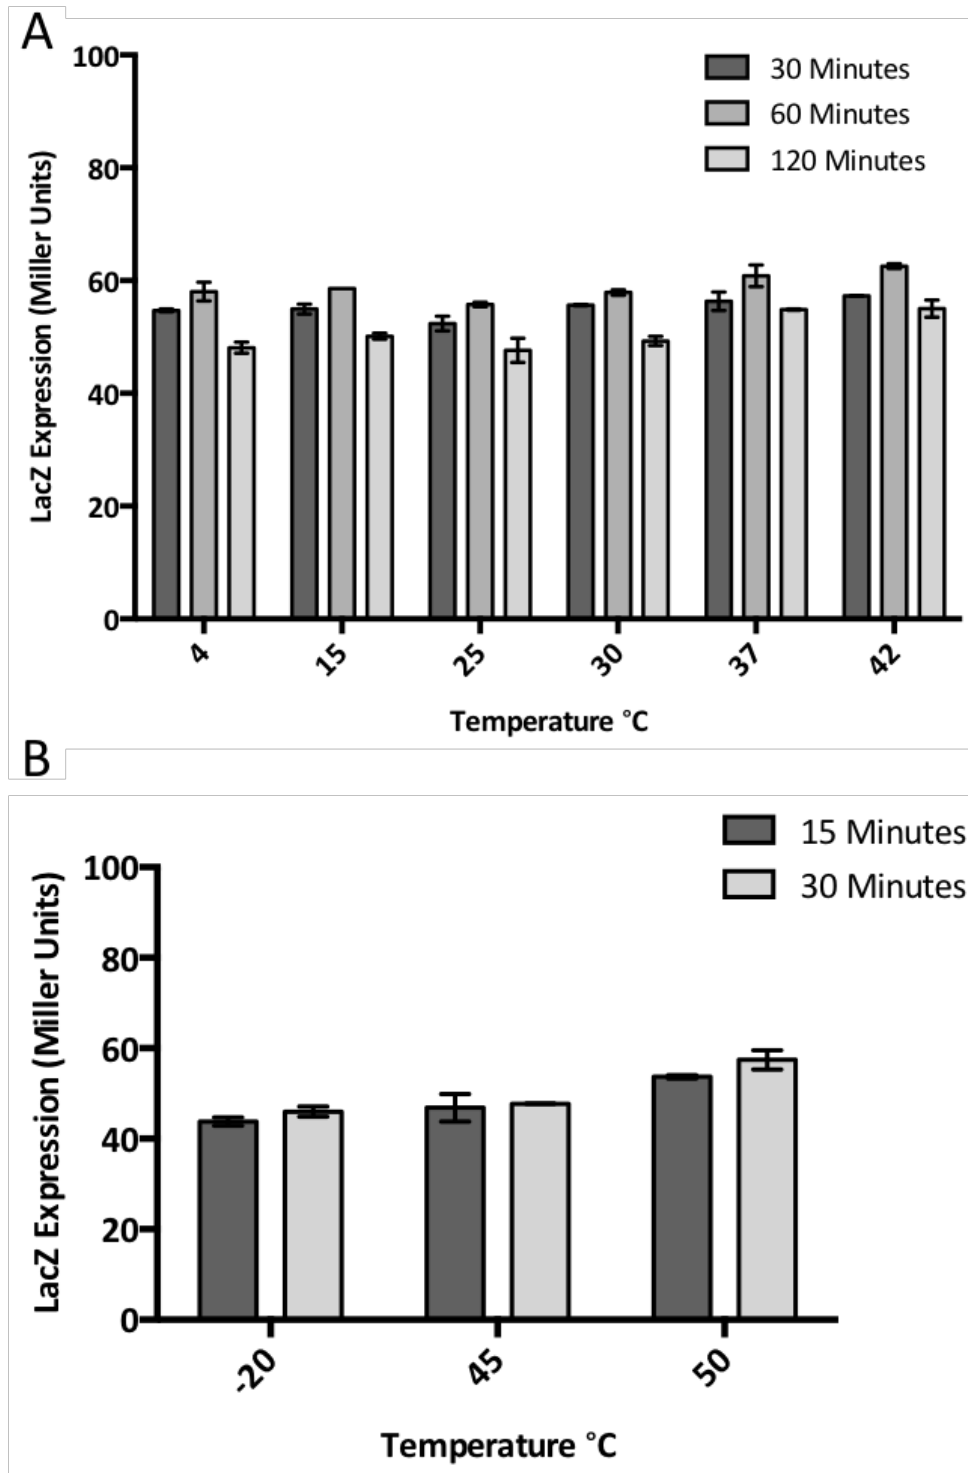 A
100
80
60
40
20
0
LacZ Expression (Miller Units)
30 Minutes
60 Minutes
120 Minutes
4 15 25 30 37 42
Temperature °C
B
100
80
60
40
20
0
LacZ Expression (Miller Units)
15 Minutes
30 Minutes
-20 45 50
Temperature °C